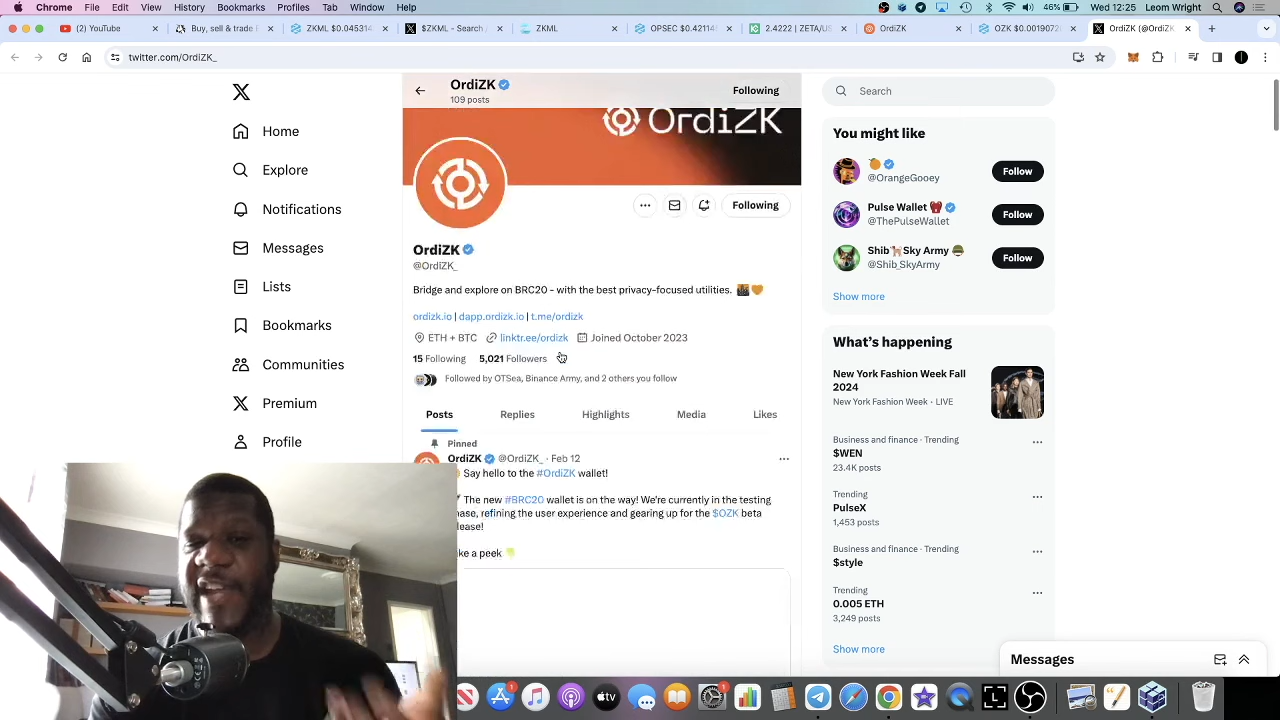 Chrome File Edit View History Bookmarks Profiles Tab Window Help
46% Wed 12:25 Leom Wright
(2) YouTube
Buy, sell & trade
ZKML $0.045314
$ZKML - Search
ZKML
OPSEC $0.42114
2.4222 | ZETA/US
OrdiZK
OZK $0.0019072
OrdiZK (@OrdiZK
twitter.com/OrdiZK_
Home
Explore
Notifications
Messages
Lists
Bookmarks
Communities
Premium
Profile
OrdiZK
109 posts
Following
OrdiZK
Following
OrdiZK
@OrdiZK_
Bridge and explore on BRC20 - with the best privacy-focused utilities.
ordizk.io | dapp.ordizk.io | t.me/ordizk
ETH + BTC linktr.ee/ordizk Joined October 2023
15 Following 5,021 Followers
Followed by OTSea, Binance Army, and 2 others you follow
Posts Replies Highlights Media Likes
Pinned
OrdiZK @OrdiZK_ · Feb 12
Say hello to the #OrdiZK wallet!
The new #BRC20 wallet is on the way! We're currently in the testing
hase, refining the user experience and gearing up for the $OZK beta
lease!
ke a peek
Search
You might like
@OrangeGooey
Follow
Pulse Wallet
@ThePulseWallet
Follow
Shib Sky Army
@Shib_SkyArmy
Follow
Show more
What's happening
New York Fashion Week Fall
2024
New York Fashion Week · LIVE
Business and finance · Trending
$WEN
23.4K posts
Trending
PulseX
1,453 posts
Business and finance · Trending
$style
Trending
0.005 ETH
3,249 posts
Show more
Messages
tv
L